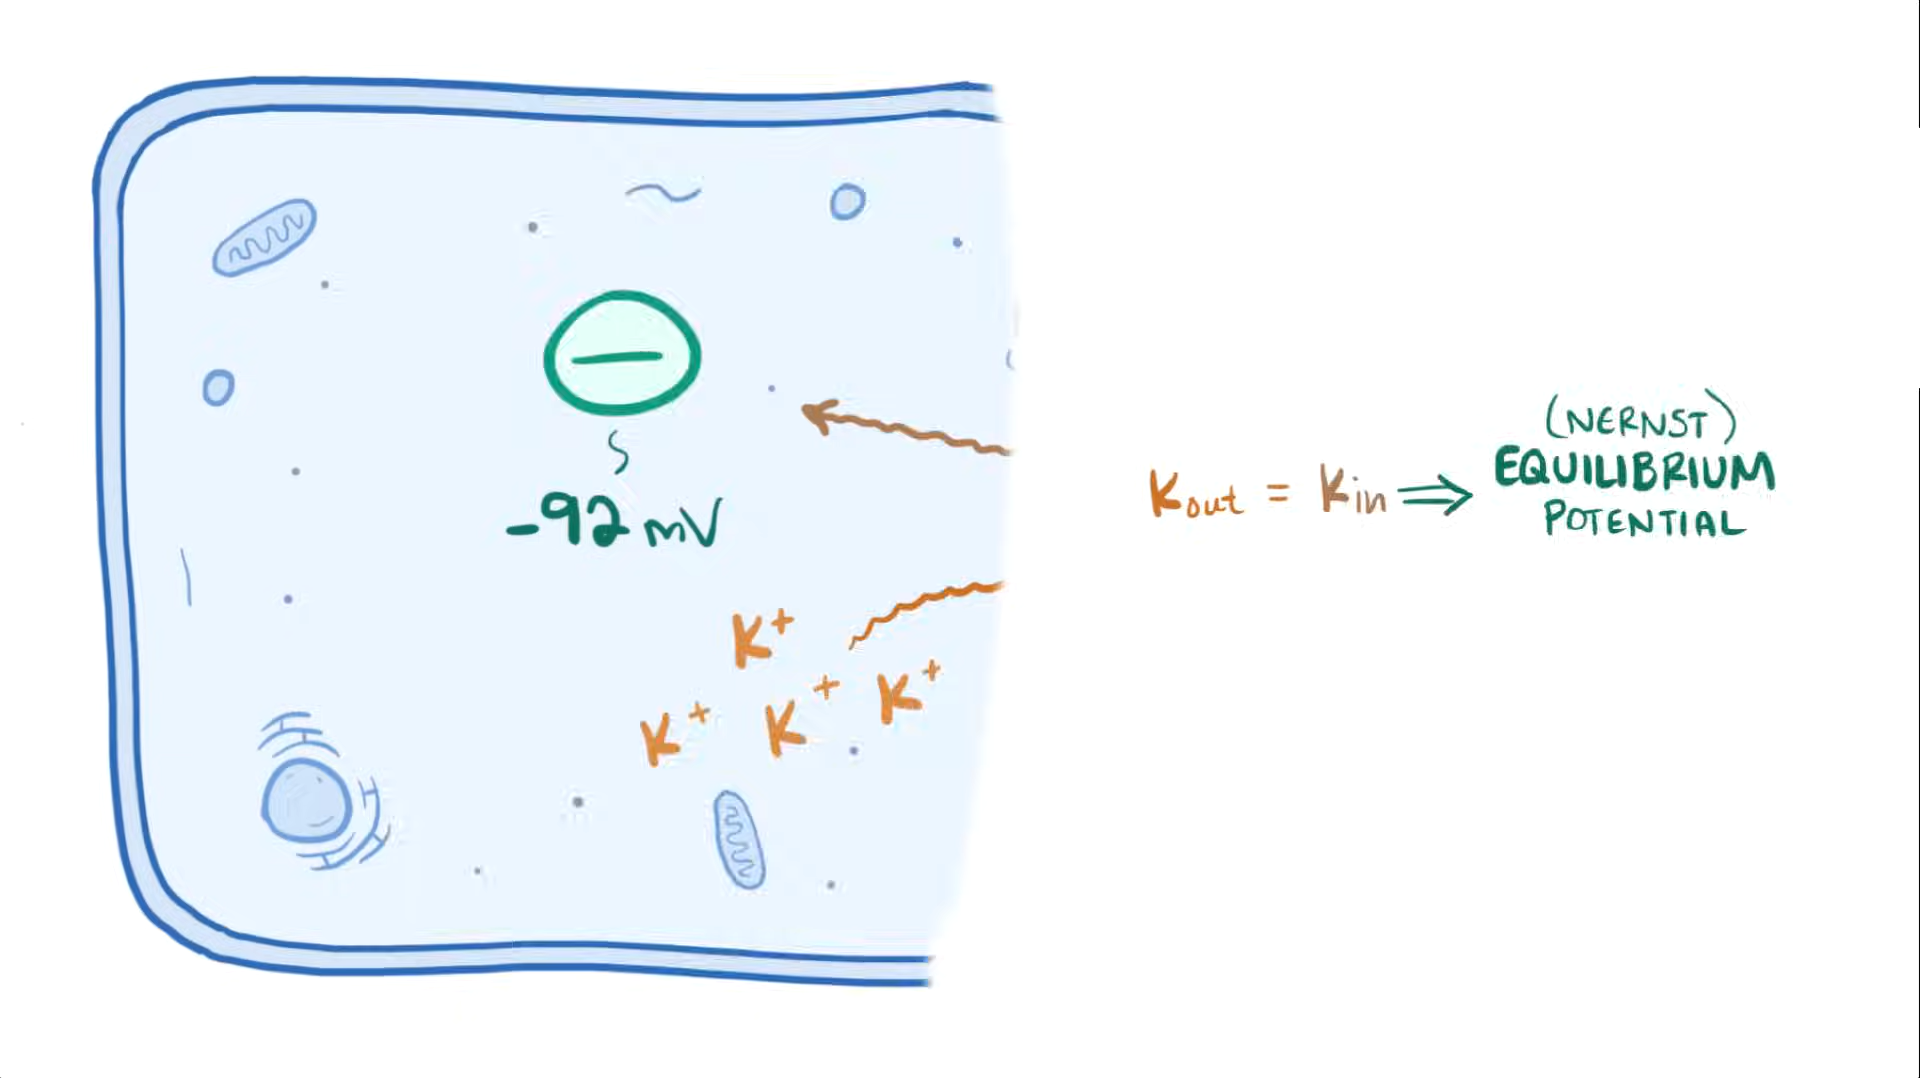 -92 mV
K+
K+
K+
K+
Kout = Kin ⇒
(NERNST)
EQUILIBRIUM
POTENTIAL